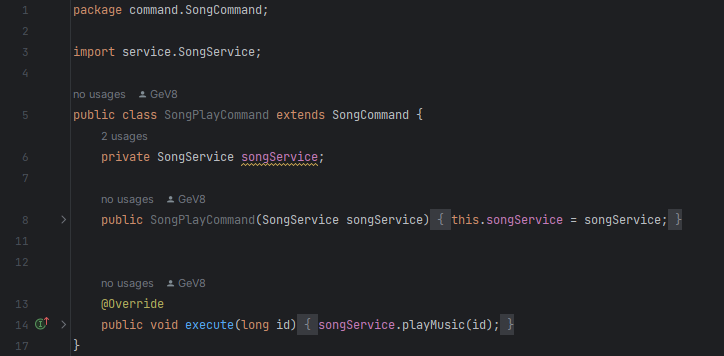 1 package command.SongCommand;
2
3 import service.SongService;
4
no usages GeV8
5 public class SongPlayCommand extends SongCommand {
2 usages
6 private SongService songService;
7
no usages GeV8
8 public SongPlayCommand(SongService songService) { this.songService = songService; }
11
12
no usages GeV8
13 @Override
14 public void execute(long id) { songService.playMusic(id); }
17 }